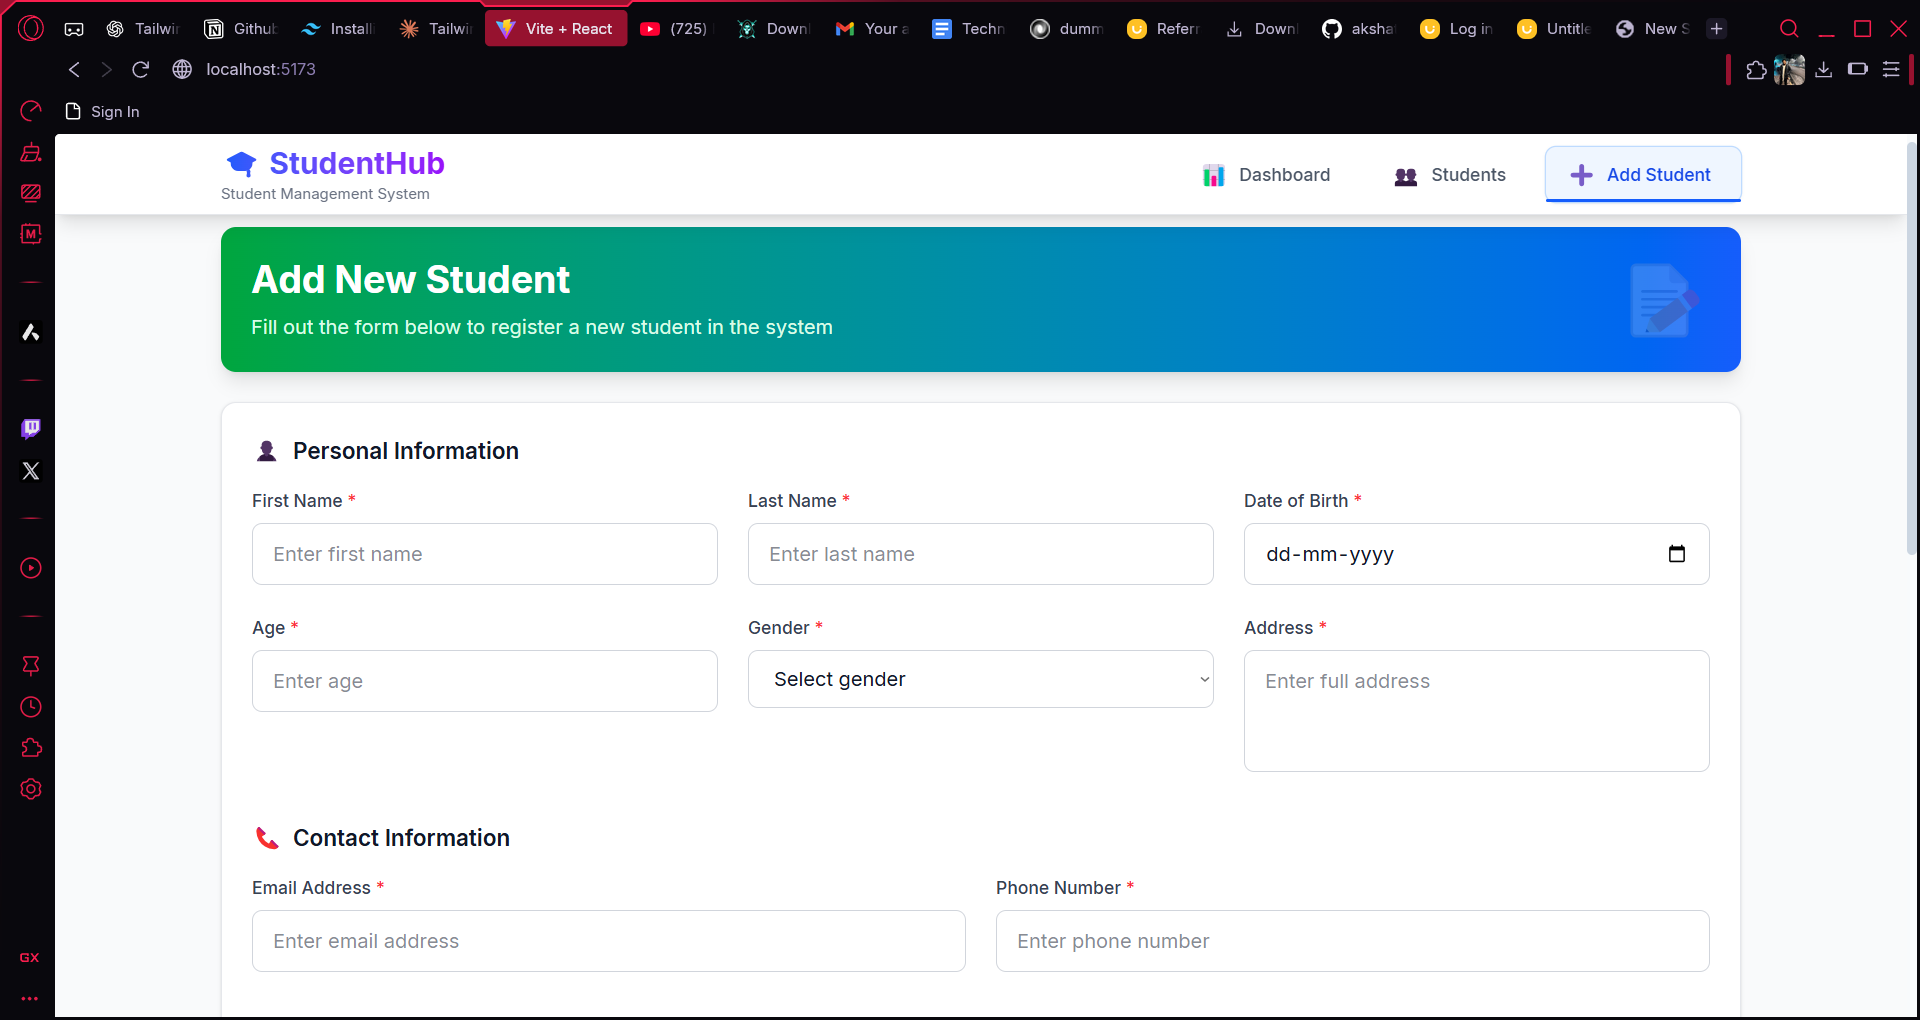 Tailwin
Github
Installi
Tailwin
Vite + React
(725)
Downl
Your a
Techn
dumm
Referr
Downl
aksha
Log in
Untitle
New S
localhost:5173
Sign In
StudentHub
Student Management System
Dashboard
Students
Add Student
Add New Student
Fill out the form below to register a new student in the system
Personal Information
First Name *
Last Name *
Date of Birth *
Enter first name
Enter last name
dd-mm-yyyy
Age *
Gender *
Address *
Enter age
Select gender
Enter full address
Contact Information
Email Address *
Phone Number *
Enter email address
Enter phone number
GX